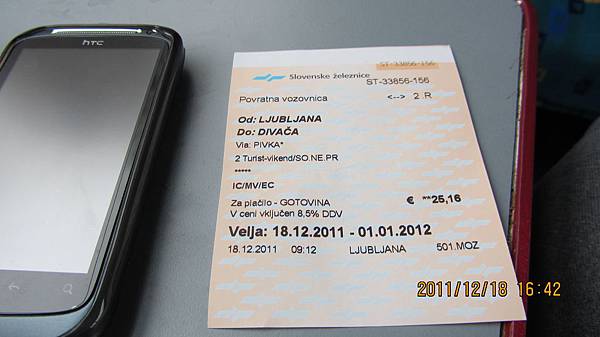 hTC
ST-33856-156
Slovenske železnice
ST-33856-156
Povratna vozovnica <--> 2 R
Od: LJUBLJANA
Do: DIVAČA
Via: PIVKA*
2 Turist-vikend/SO.NE.PR
*****
IC/MV/EC
Za plačilo - GOTOVINA € **25,16
V ceni vključen 8,5% DDV
Velja: 18.12.2011 - 01.01.2012
18.12.2011 09:12 LJUBLJANA 501.MOZ
2011/12/18 16:42